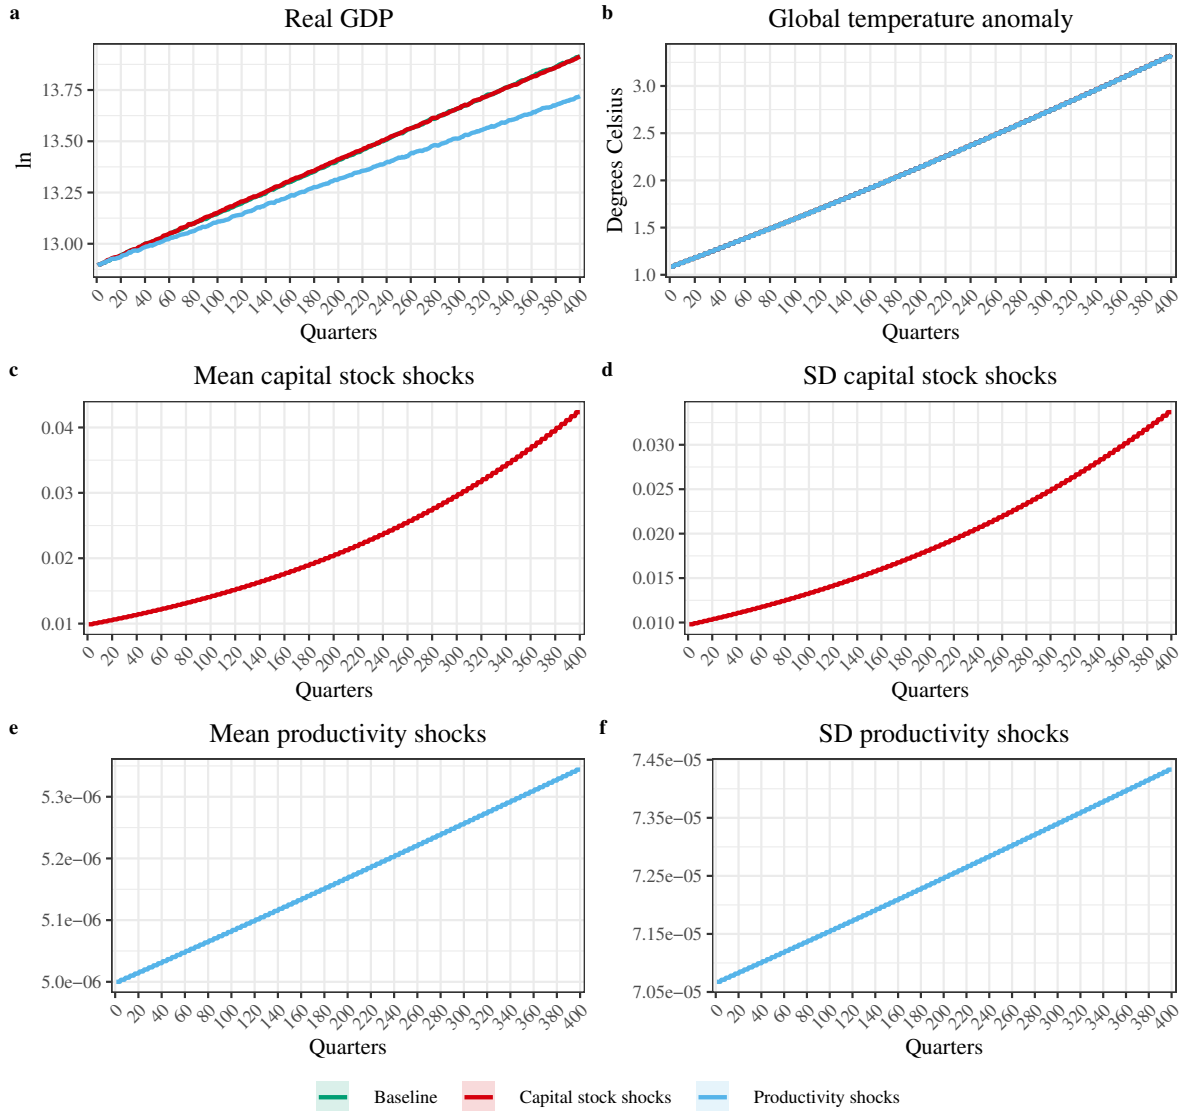 a Real GDP
b Global temperature anomaly
ln
13.75
13.50
13.25
13.00
0 20 40 60 80 100 120 140 160 180 200 220 240 260 280 300 320 340 360 380 400
Quarters
Degrees Celsius
3.0
2.5
2.0
1.5
1.0
0 20 40 60 80 100 120 140 160 180 200 220 240 260 280 300 320 340 360 380 400
Quarters
c Mean capital stock shocks
d SD capital stock shocks
0.04
0.03
0.02
0.01
0 20 40 60 80 100 120 140 160 180 200 220 240 260 280 300 320 340 360 380 400
Quarters
0.030
0.025
0.020
0.015
0.010
0 20 40 60 80 100 120 140 160 180 200 220 240 260 280 300 320 340 360 380 400
Quarters
e Mean productivity shocks
f SD productivity shocks
5.3e−06
5.2e−06
5.1e−06
5.0e−06
0 20 40 60 80 100 120 140 160 180 200 220 240 260 280 300 320 340 360 380 400
Quarters
7.45e−05
7.35e−05
7.25e−05
7.15e−05
7.05e−05
0 20 40 60 80 100 120 140 160 180 200 220 240 260 280 300 320 340 360 380 400
Quarters
Baseline Capital stock shocks Productivity shocks